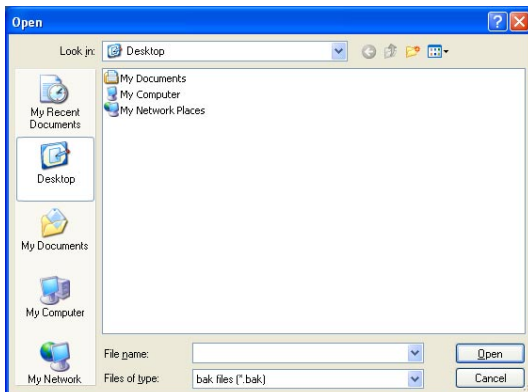 Open
Look in:
Desktop
My Recent
Documents
Desktop
My Documents
My Computer
My Network
My Documents
My Computer
My Network Places
File name:
Open
Files of type:
bak files (*.bak)
Cancel